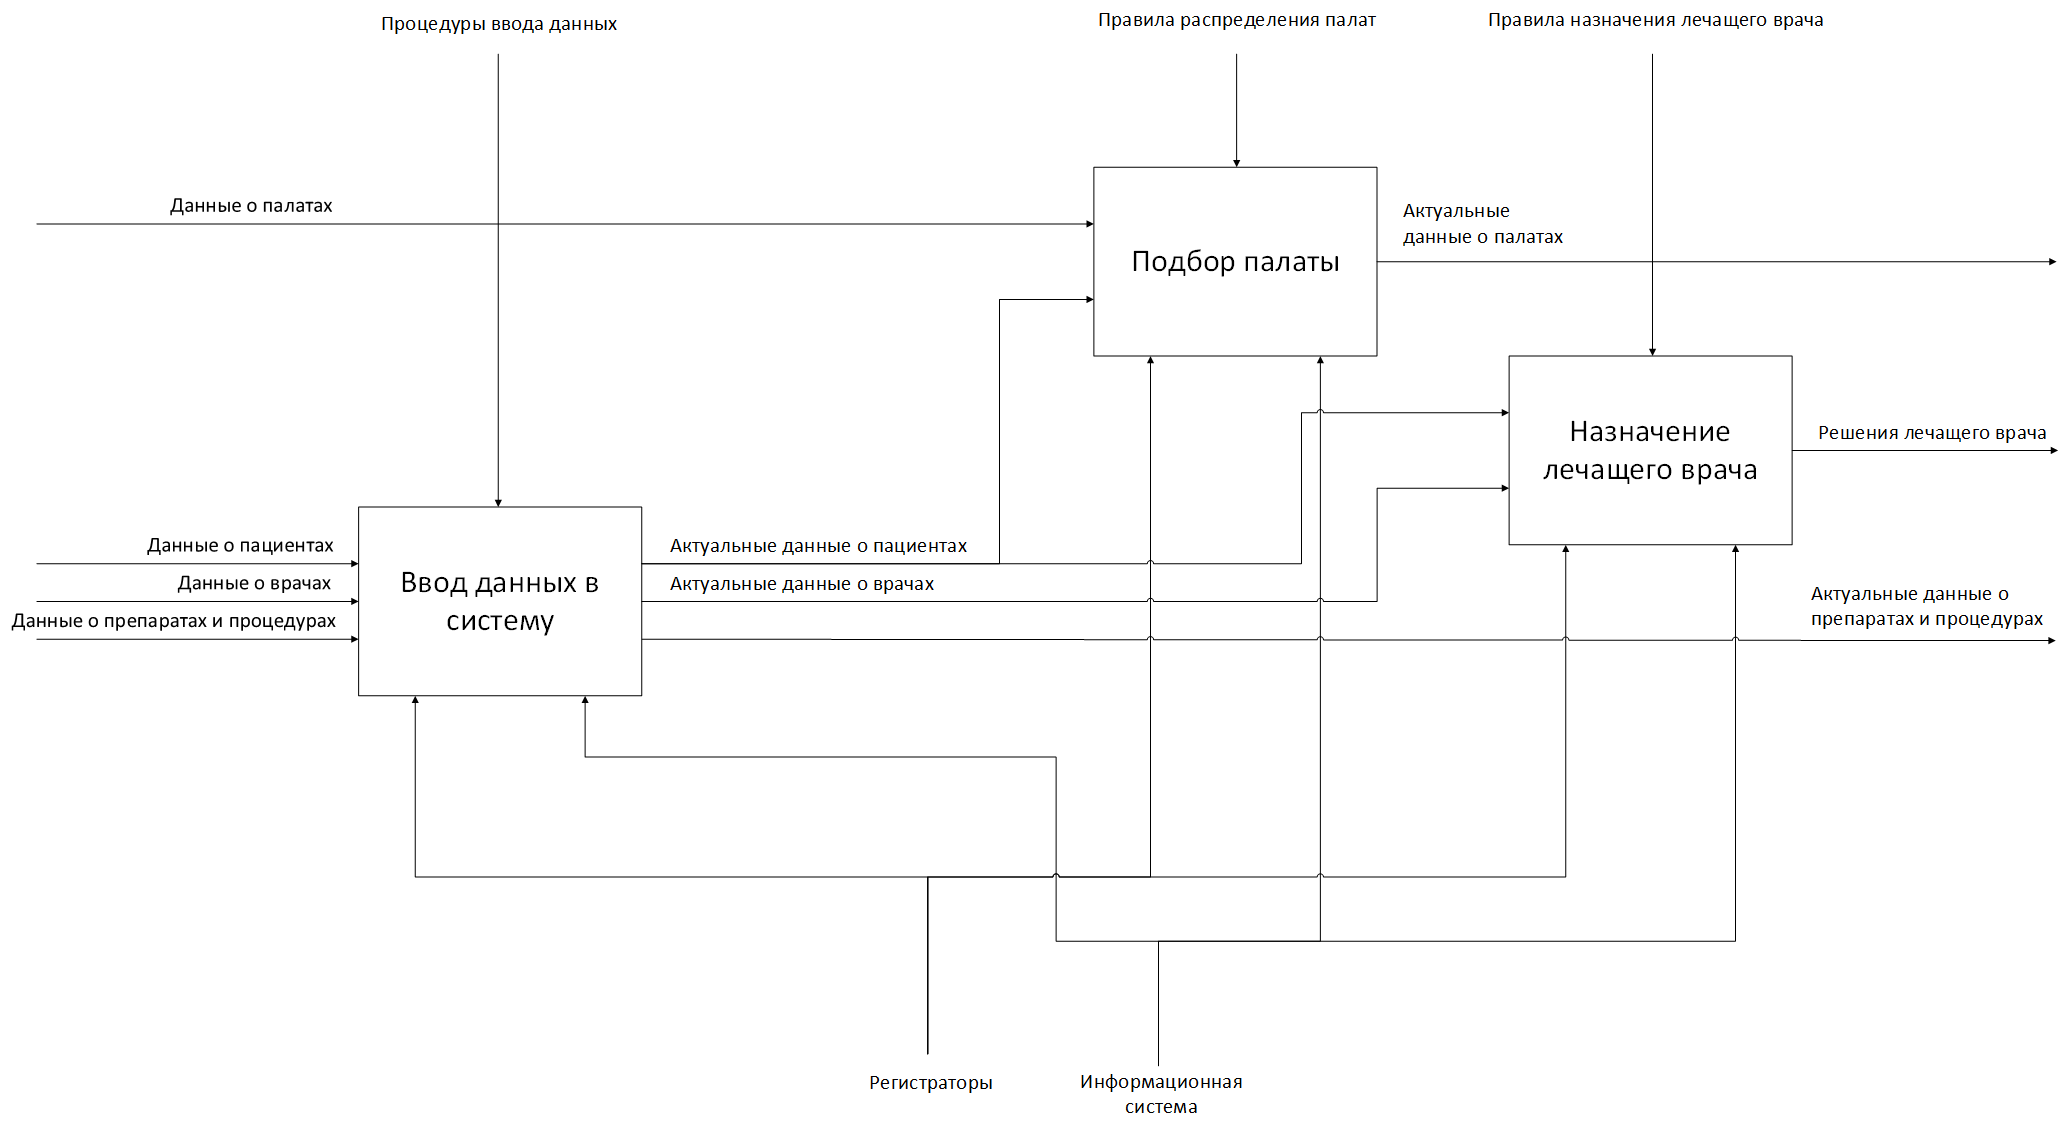 Процедуры ввода данных
Правила распределения палат
Правила назначения лечащего врача
Данные о палатах
Подбор палаты
Актуальные
данные о палатах
Назначение
лечащего врача
Решения лечащего врача
Данные о пациентах
Данные о врачах
Данные о препаратах и процедурах
Ввод данных в
систему
Актуальные данные о пациентах
Актуальные данные о врачах
Актуальные данные о
препаратах и процедурах
Регистраторы
Информационная
система